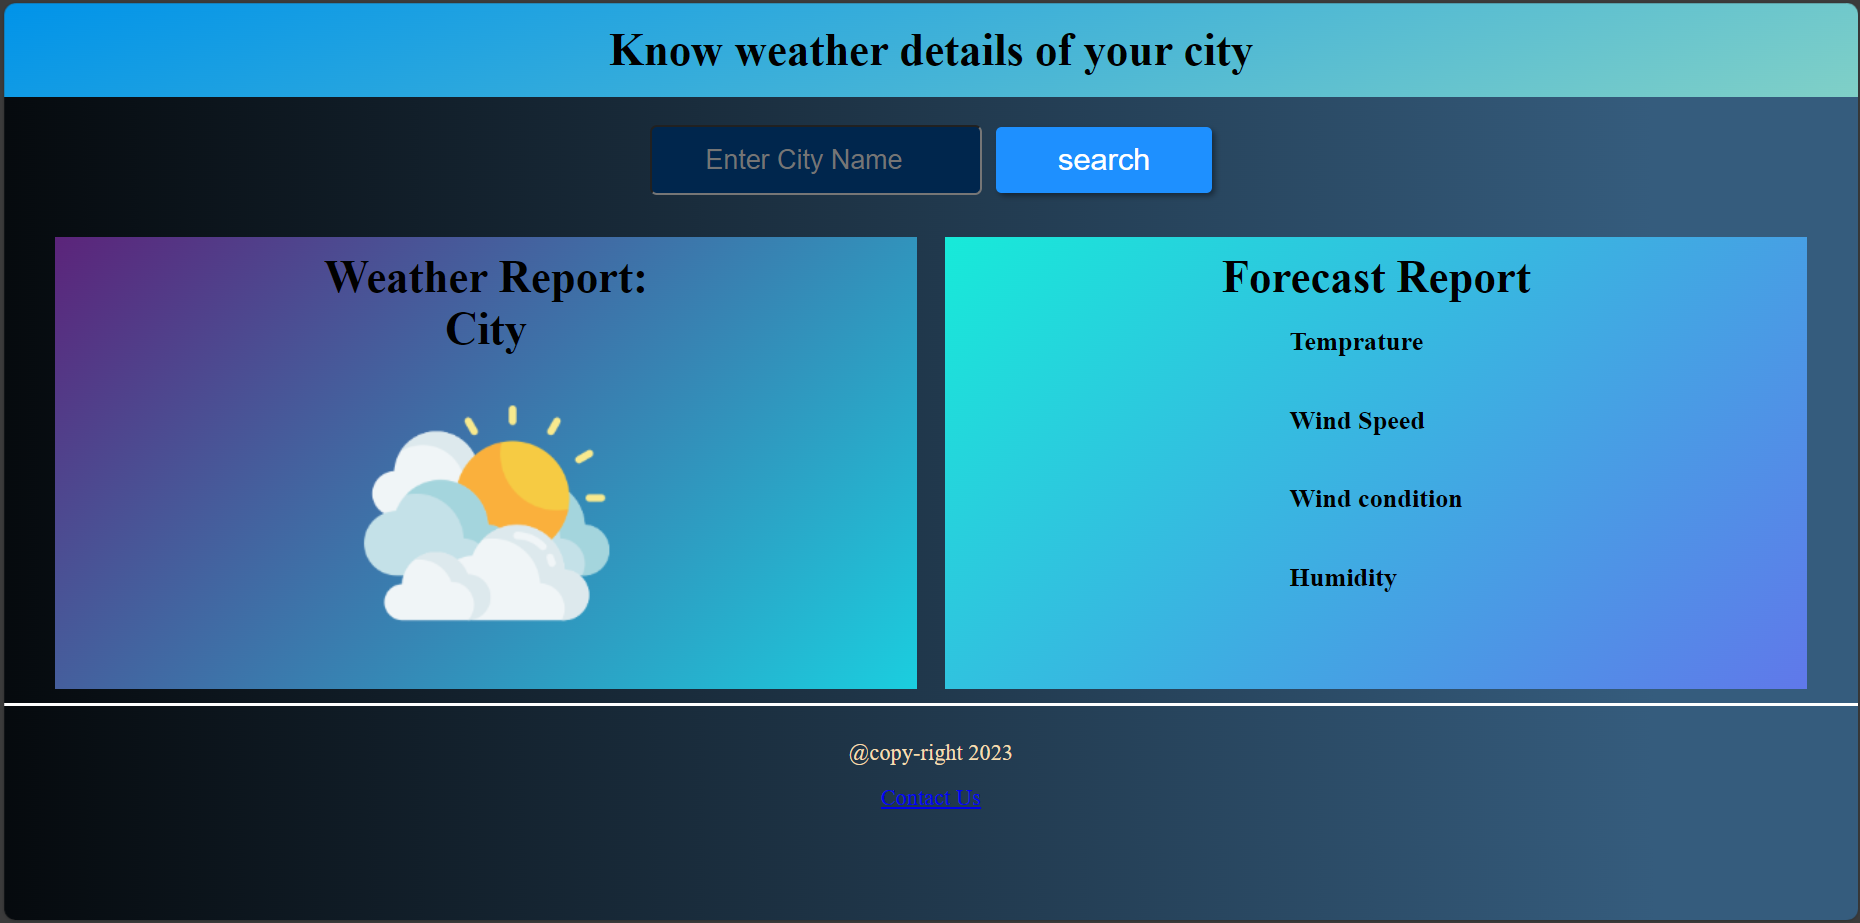 Know weather details of your city
Enter City Name
search
Weather Report:
City
Forecast Report
Temprature
Wind Speed
Wind condition
Humidity
@copy-right 2023
Contact Us